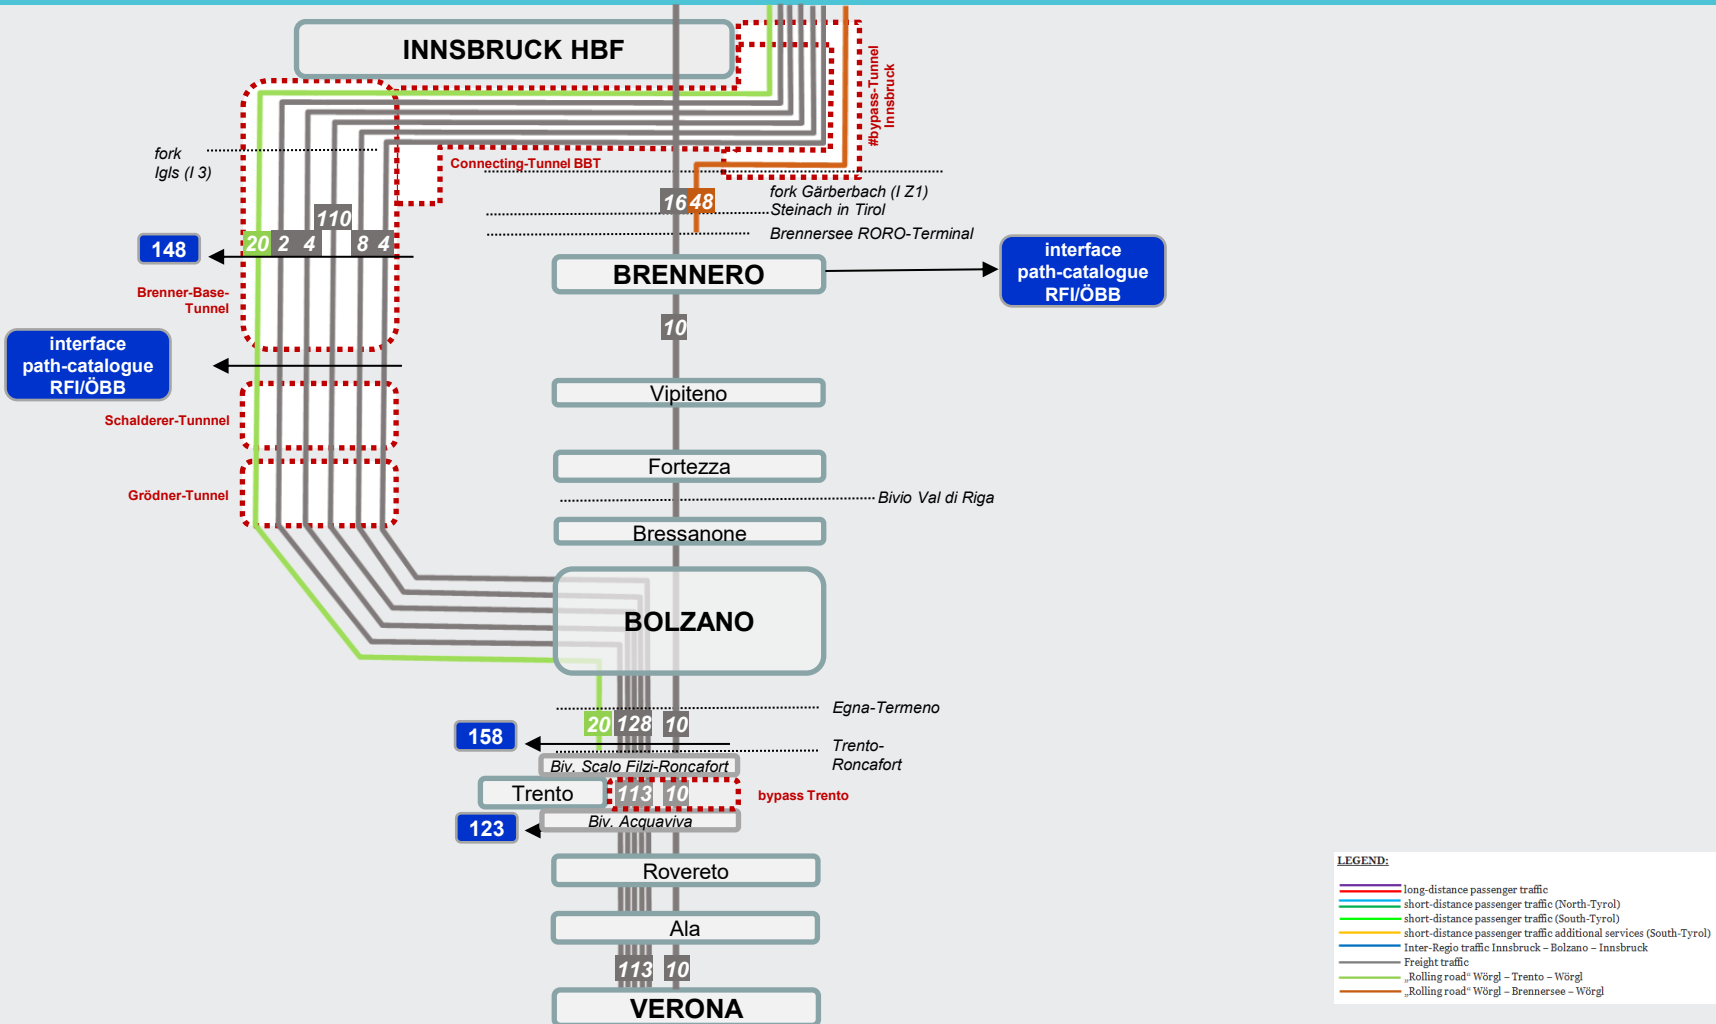 INNSBRUCK HBF
#bypass-Tunnel
Innsbruck
fork
Igls (I 3)
Connecting-Tunnel BBT
fork Gärberbach (I Z1)
16 48
Steinach in Tirol
110
Brennersee RORO-Terminal
148
20 2 4 8 4
BRENNERO
interface
path-catalogue
RFI/ÖBB
Brenner-Base-
Tunnel
10
interface
path-catalogue
RFI/ÖBB
Vipiteno
Schalderer-Tunnnel
Fortezza
Grödner-Tunnel
Bivio Val di Riga
Bressanone
BOLZANO
Egna-Termeno
20 128 10
158
Trento-
Roncafort
Biv. Scalo Filzi-Roncafort
Trento
113 10
bypass Trento
Biv. Acquaviva
123
Rovereto
Ala
113 10
VERONA
LEGEND:
long-distance passenger traffic
short-distance passenger traffic (North-Tyrol)
short-distance passenger traffic (South-Tyrol)
short-distance passenger traffic additional services (South-Tyrol)
Inter-Regio traffic Innsbruck – Bolzano – Innsbruck
Freight traffic
„Rolling road“ Wörgl – Trento – Wörgl
„Rolling road“ Wörgl – Brennersee – Wörgl